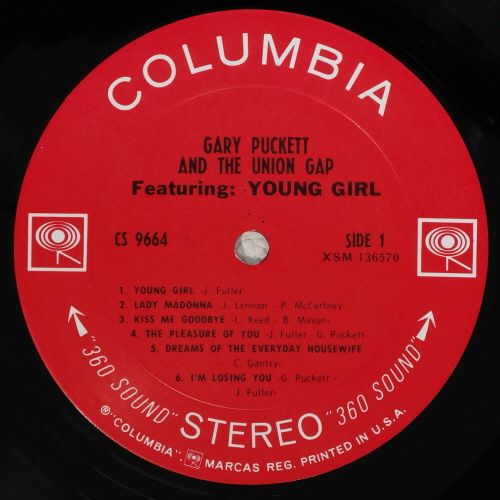 COLUMBIA
GARY PUCKETT
AND THE UNION GAP
Featuring: YOUNG GIRL
CS 9664
SIDE 1
XSM 136570
1. YOUNG GIRL -J. Fuller-
2. LADY MADONNA -J. Lennon - P. McCartney-
3. KISS ME GOODBYE -L. Reed - B. Mason-
4. THE PLEASURE OF YOU -J. Fuller - G. Puckett-
5. DREAMS OF THE EVERYDAY HOUSEWIFE
-C. Gantry-
6. I'M LOSING YOU -G. Puckett -
J. Fuller-
"360 SOUND" STEREO "360 SOUND"
®"COLUMBIA", MARCAS REG. PRINTED IN U.S.A.